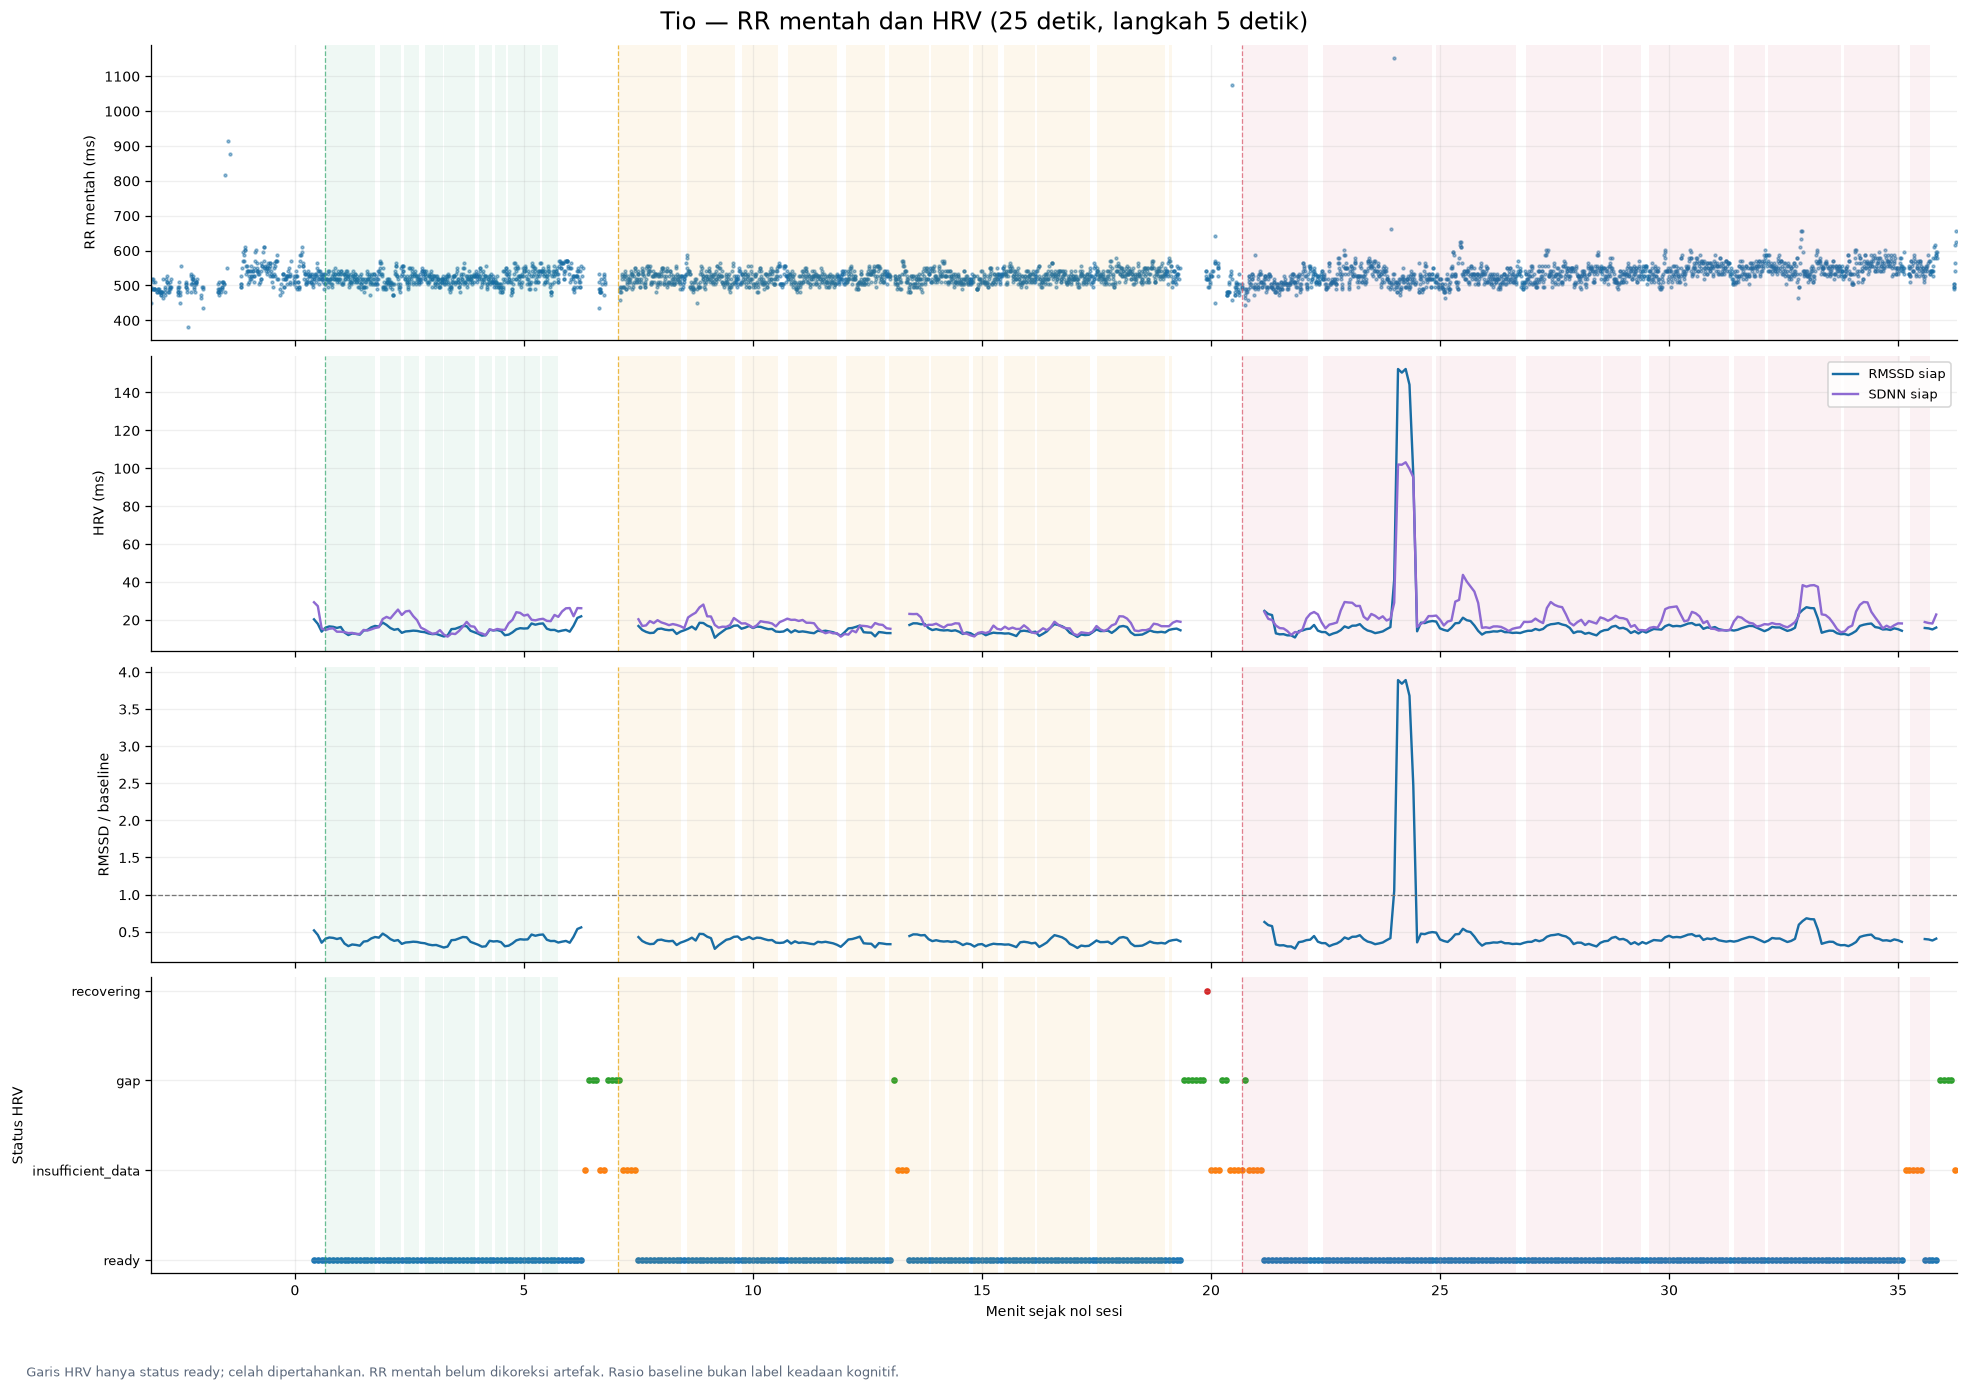 Tio — RR mentah dan HRV (25 detik, langkah 5 detik)
RR mentah (ms)
1100
1000
900
800
700
600
500
400
HRV (ms)
140
120
100
80
60
40
20
RMSSD siap
SDNN siap
RMSSD / baseline
4.0
3.5
3.0
2.5
2.0
1.5
1.0
0.5
Status HRV
recovering
gap
insufficient_data
ready
0 5 10 15 20 25 30 35
Menit sejak nol sesi
Garis HRV hanya status ready; celah dipertahankan. RR mentah belum dikoreksi artefak. Rasio baseline bukan label keadaan kognitif.